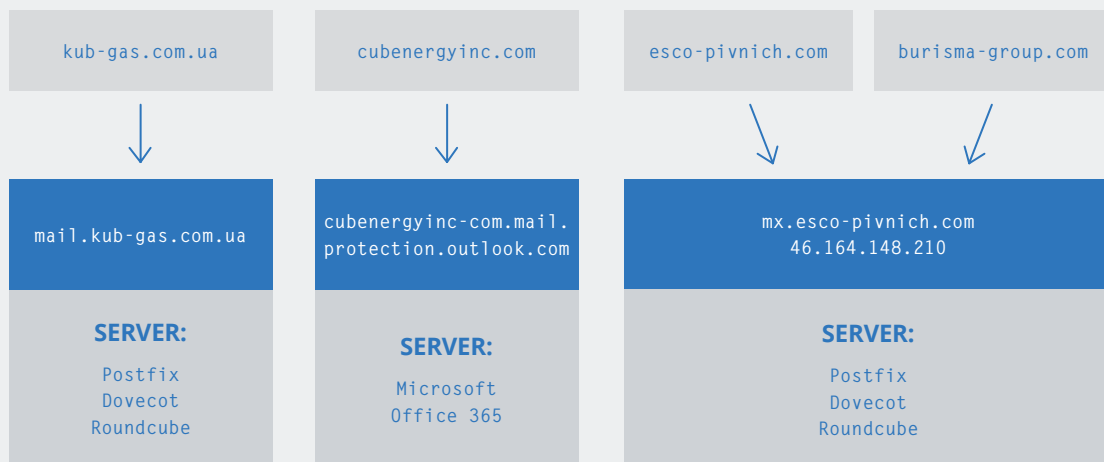 kub-gas.com.ua
cubenergyinc.com
esco-pivnich.com
burisma-group.com
mail.kub-gas.com.ua
cubenergyinc-com.mail.
protection.outlook.com
mx.esco-pivnich.com
46.164.148.210
SERVER:
Postfix
Dovecot
Roundcube
SERVER:
Microsoft
Office 365
SERVER:
Postfix
Dovecot
Roundcube